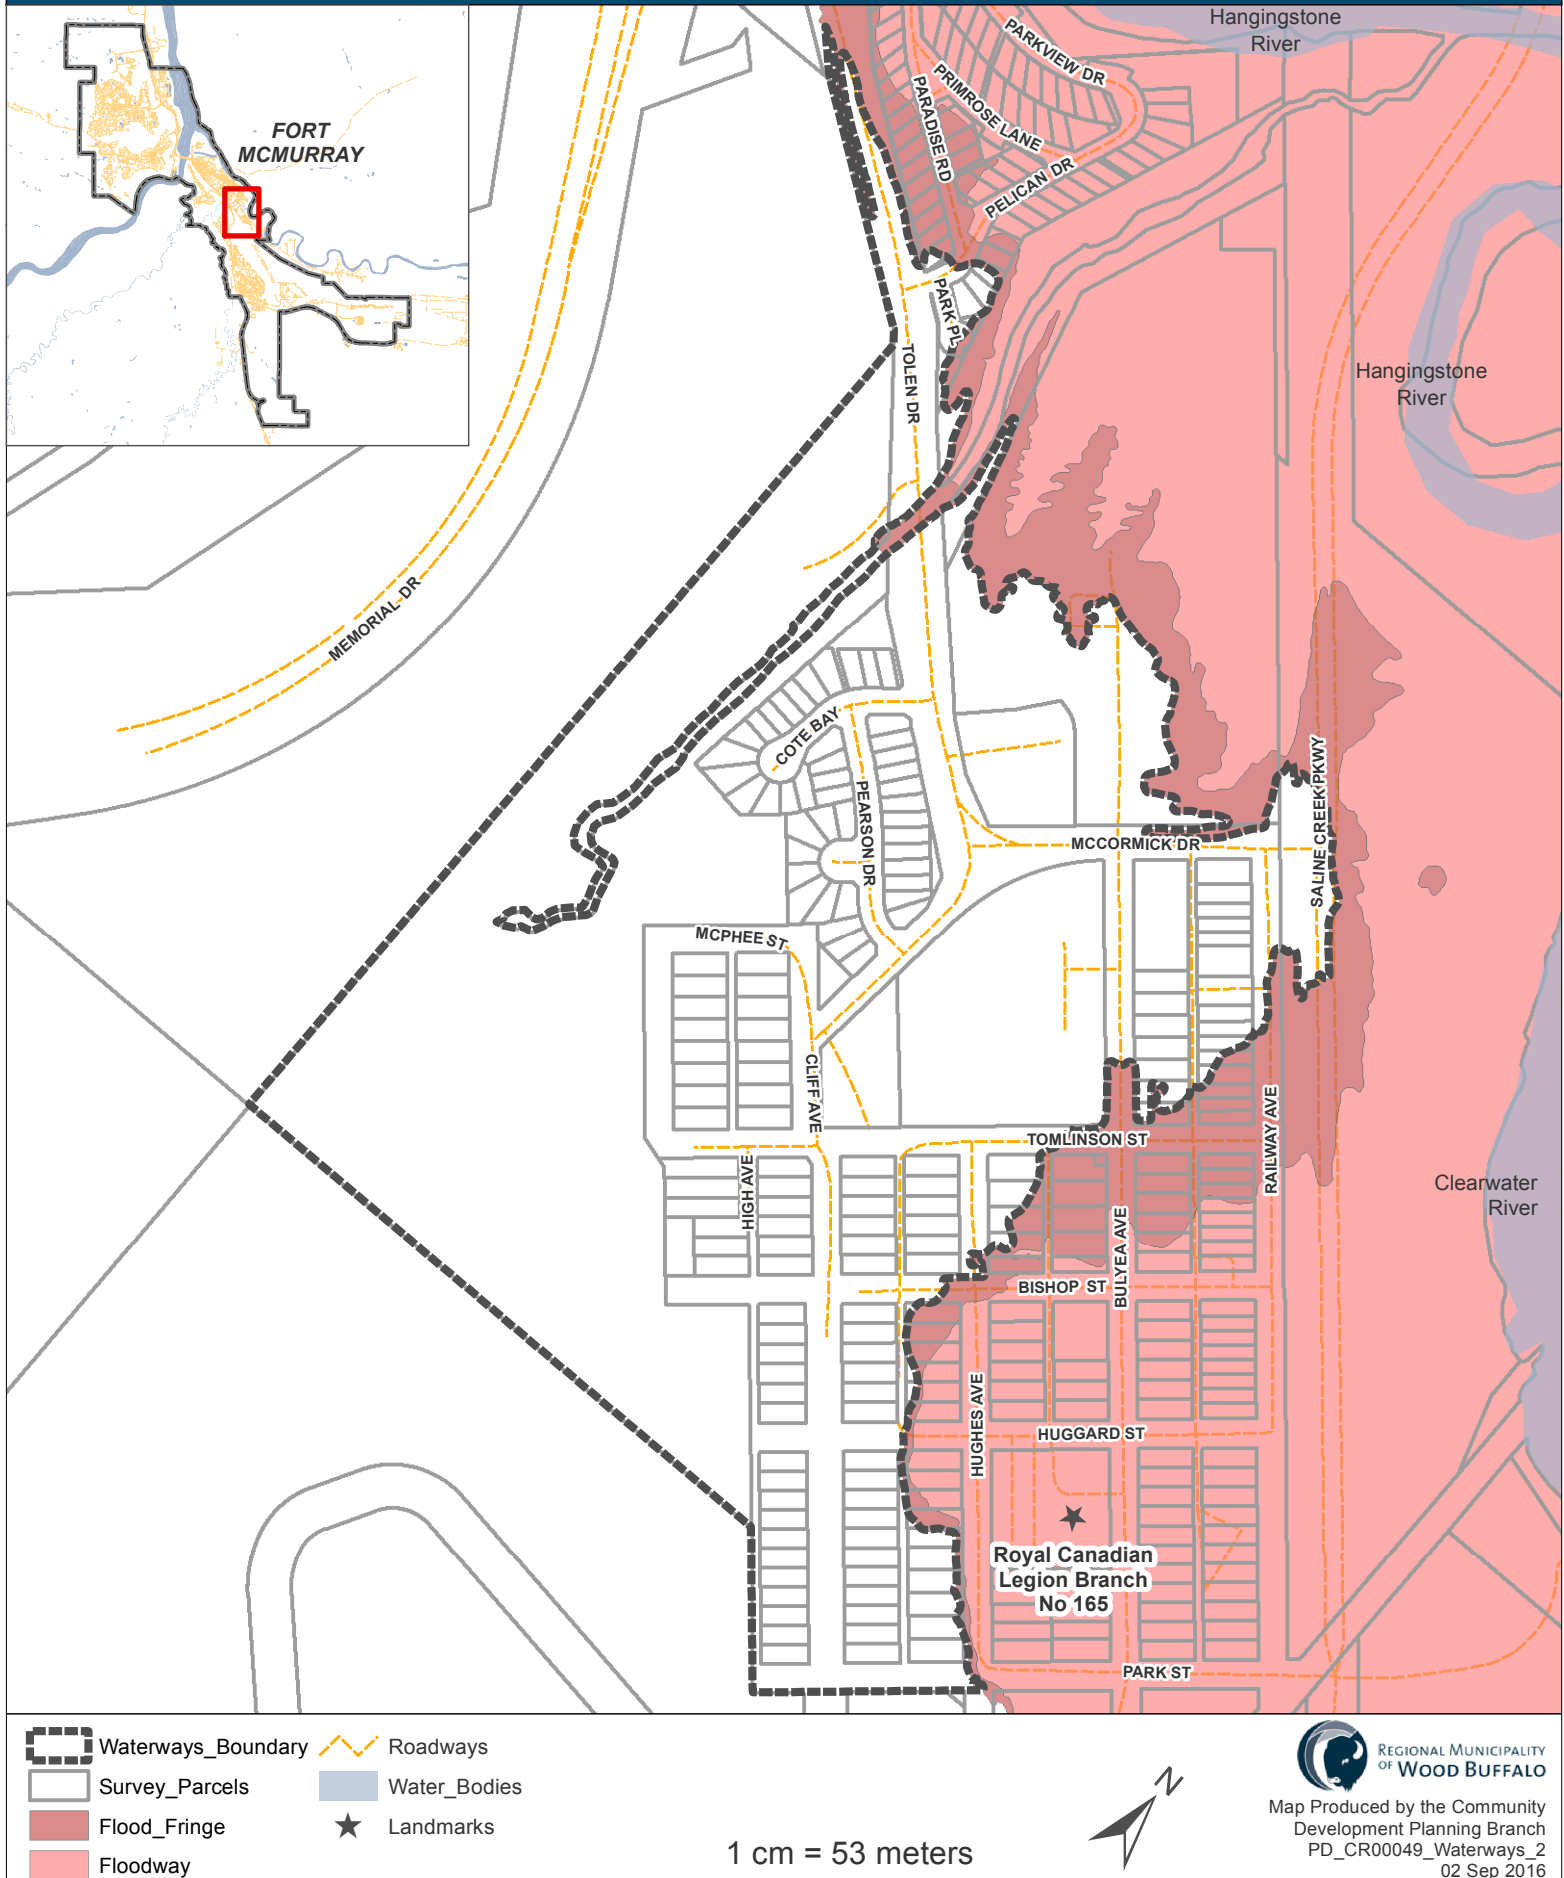 Hangingstone
River
PARKVIEW DR
PRIMROSE LANE
PARADISE RD
PELICAN DR
FORT
MCMURRAY
PARK PL
TOLEN DR
Hangingstone
River
MEMORIAL DR
COTE BAY
PEARSON DR
SALINE CREEK PKWY
MCCORMICK DR
MCPHEE ST
CLIFF AVE
TOMLINSON ST
RAILWAY AVE
HIGH AVE
Clearwater
River
BULYEA AVE
BISHOP ST
HUGHES AVE
HUGGARD ST
Royal Canadian
Legion Branch
No 165
PARK ST
Waterways_Boundary
Survey_Parcels
Flood_Fringe
Floodway
Roadways
Water_Bodies
Landmarks
1 cm = 53 meters
N
REGIONAL MUNICIPALITY
OF WOOD BUFFALO
Map Produced by the Community
Development Planning Branch
PD_CR00049_Waterways_2
02 Sep 2016